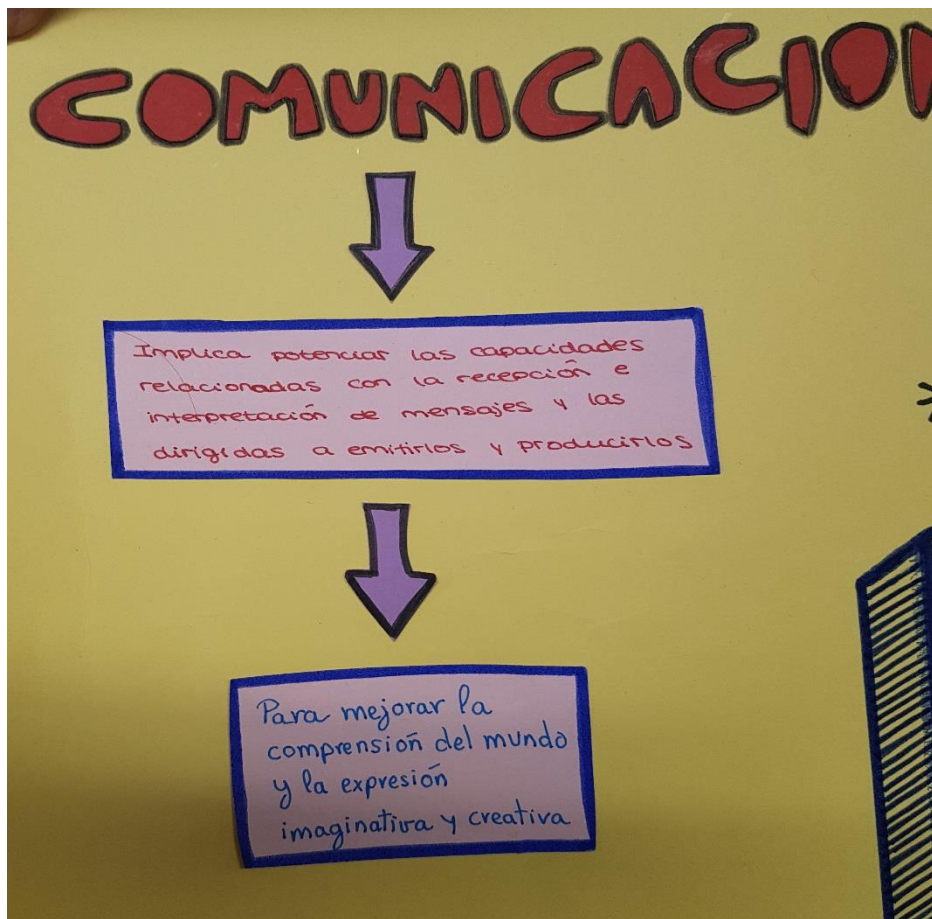 COMUNICACION
Implica potenciar las capacidades
relacionadas con la recepción e
interpretación de mensajes y las
dirigidas a emitirlos y producirlos
Para mejorar la
comprensión del mundo
y la expresión
imaginativa y creativa